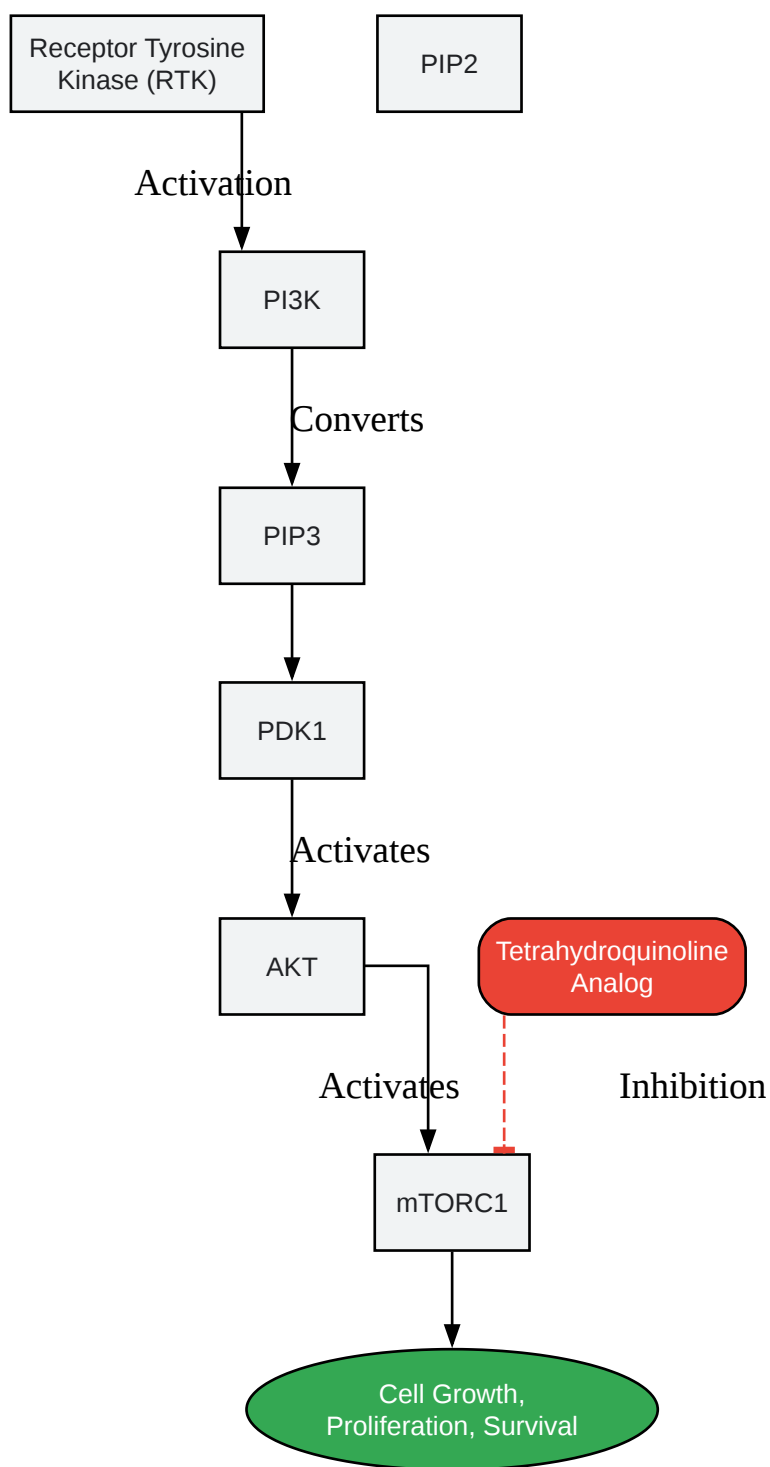 Receptor Tyrosine
Kinase (RTK)
PIP2
Activation
PI3K
Converts
PIP3
PDK1
Activates
AKT
Tetrahydroquinoline
Analog
Activates
Inhibition
mTORC1
Cell Growth,
Proliferation, Survival